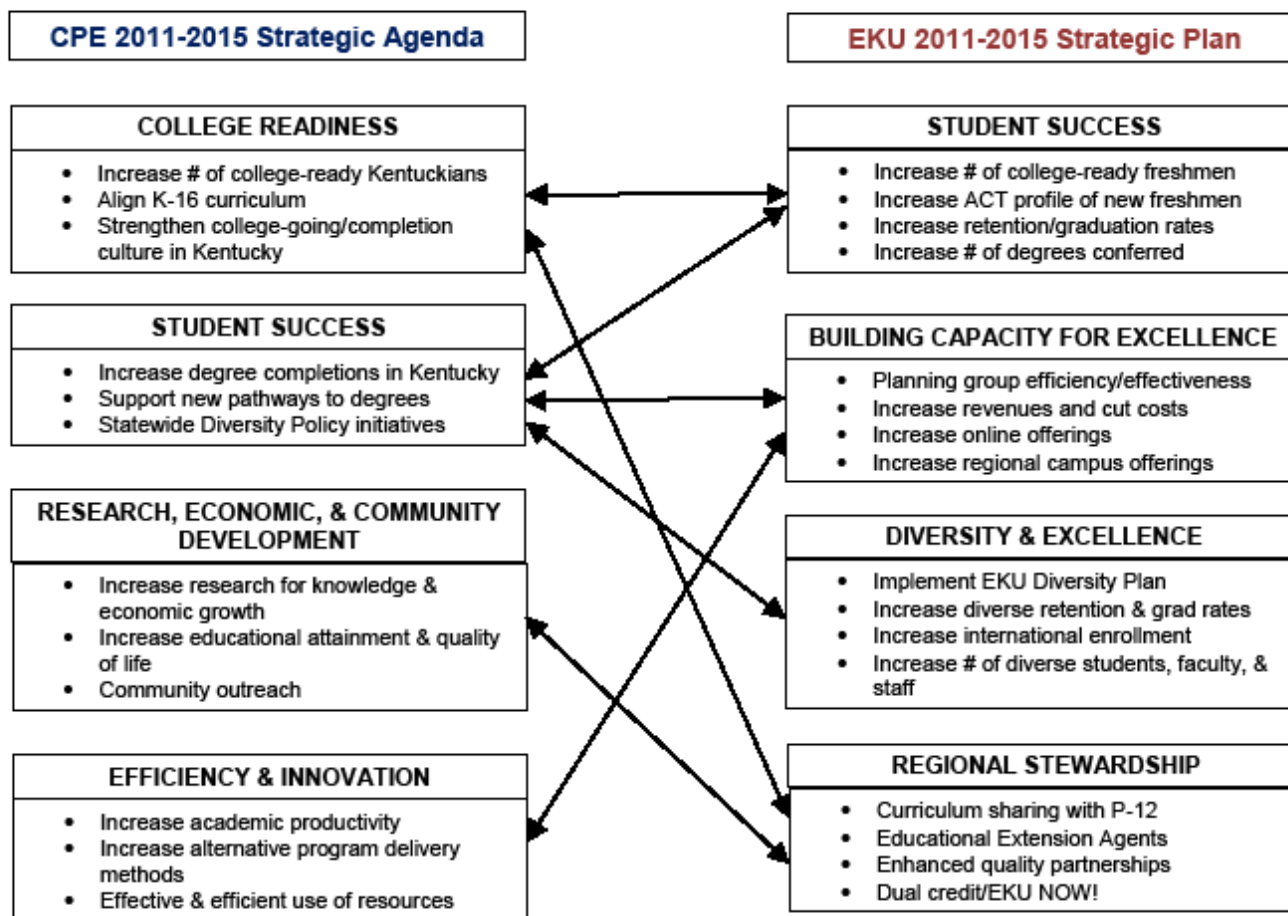 CPE 2011-2015 Strategic Agenda
COLLEGE READINESS
• Increase # of college-ready Kentuckians
• Align K-16 curriculum
• Strengthen college-going/completion
culture in Kentucky
STUDENT SUCCESS
• Increase degree completions in Kentucky
• Support new pathways to degrees
• Statewide Diversity Policy initiatives
RESEARCH, ECONOMIC, & COMMUNITY
DEVELOPMENT
• Increase research for knowledge &
economic growth
• Increase educational attainment & quality
of life
• Community outreach
EFFICIENCY & INNOVATION
• Increase academic productivity
• Increase alternative program delivery
methods
• Effective & efficient use of resources
EKU 2011-2015 Strategic Plan
STUDENT SUCCESS
• Increase # of college-ready freshmen
• Increase ACT profile of new freshmen
• Increase retention/graduation rates
• Increase # of degrees conferred
BUILDING CAPACITY FOR EXCELLENCE
• Planning group efficiency/effectiveness
• Increase revenues and cut costs
• Increase online offerings
• Increase regional campus offerings
DIVERSITY & EXCELLENCE
• Implement EKU Diversity Plan
• Increase diverse retention & grad rates
• Increase international enrollment
• Increase # of diverse students, faculty, &
staff
REGIONAL STEWARDSHIP
• Curriculum sharing with P-12
• Educational Extension Agents
• Enhanced quality partnerships
• Dual credit/EKU NOW!